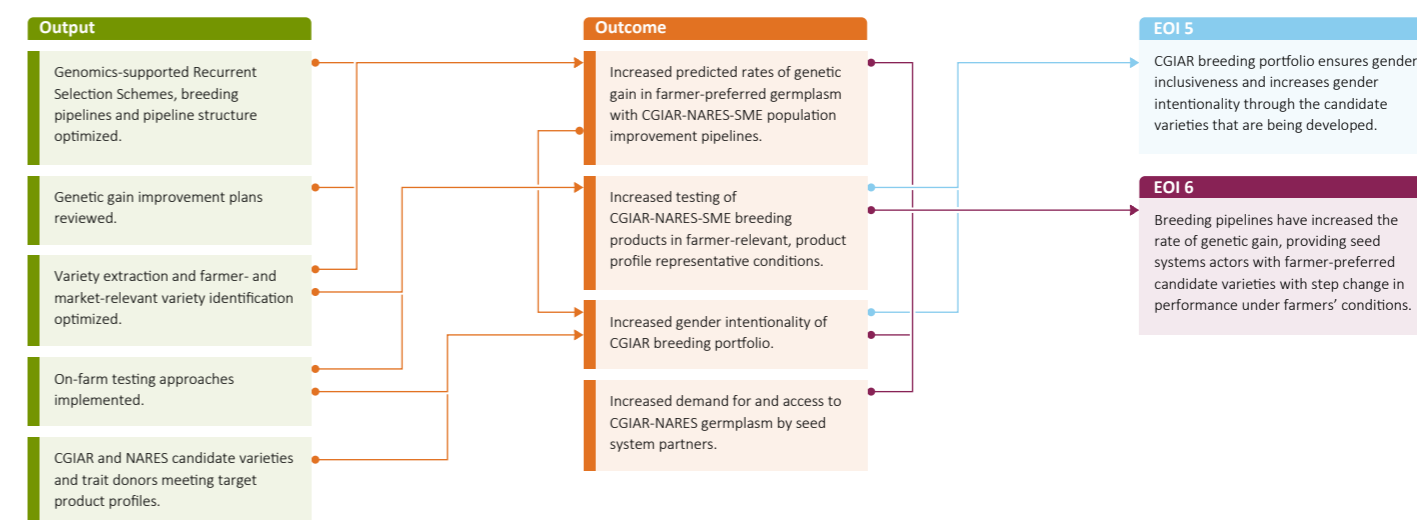 Output
Genomics-supported Recurrent
Selection Schemes, breeding
pipelines and pipeline structure
optimized.
Genetic gain improvement plans
reviewed.
Variety extraction and farmer- and
market-relevant variety identification
optimized.
On-farm testing approaches
implemented.
CGIAR and NARES candidate varieties
and trait donors meeting target
product profiles.
Outcome
Increased predicted rates of genetic
gain in farmer-preferred germplasm
with CGIAR-NARES-SME population
improvement pipelines.
Increased testing of
CGIAR-NARES-SME breeding
products in farmer-relevant, product
profile representative conditions.
Increased gender intentionality of
CGIAR breeding portfolio.
Increased demand for and access to
CGIAR-NARES germplasm by seed
system partners.
EOI 5
CGIAR breeding portfolio ensures gender
inclusiveness and increases gender
intentionality through the candidate
varieties that are being developed.
EOI 6
Breeding pipelines have increased the
rate of genetic gain, providing seed
systems actors with farmer-preferred
candidate varieties with step change in
performance under farmers’ conditions.